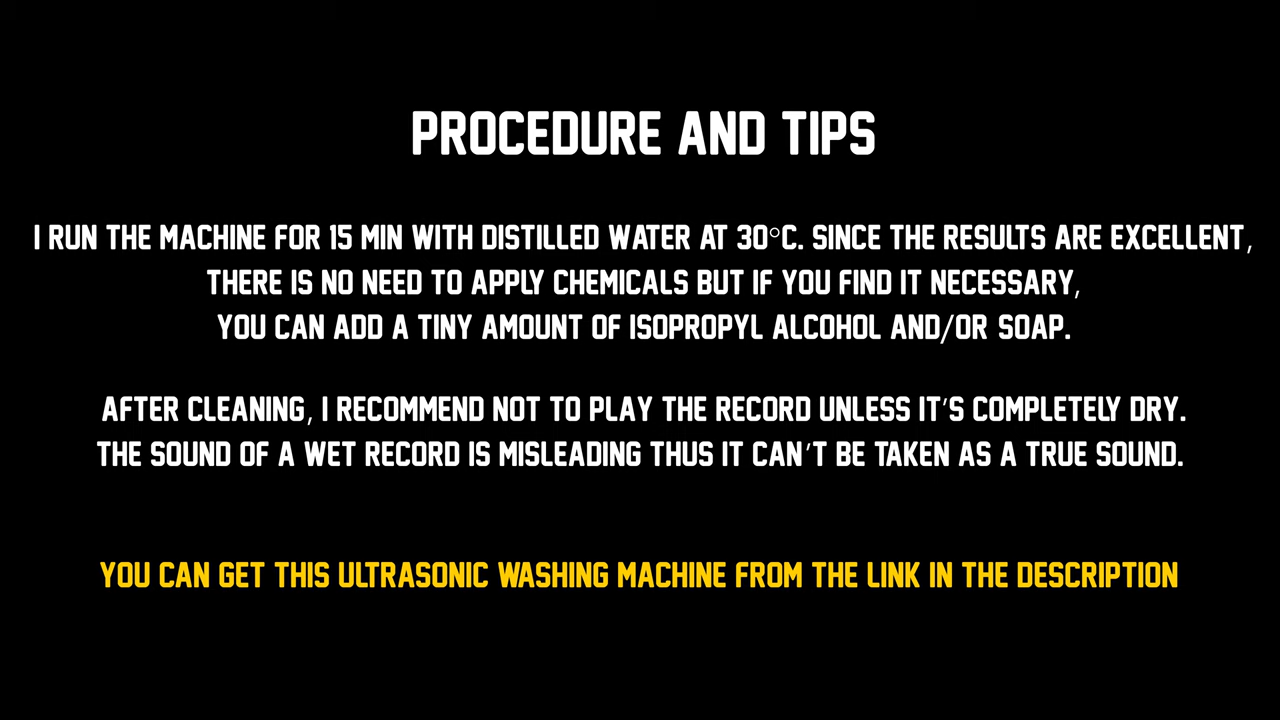 PROCEDURE AND TIPS
I RUN THE MACHINE FOR 15 MIN WITH DISTILLED WATER AT 30°C. SINCE THE RESULTS ARE EXCELLENT,
THERE IS NO NEED TO APPLY CHEMICALS BUT IF YOU FIND IT NECESSARY,
YOU CAN ADD A TINY AMOUNT OF ISOPROPYL ALCOHOL AND/OR SOAP.
AFTER CLEANING, I RECOMMEND NOT TO PLAY THE RECORD UNLESS IT'S COMPLETELY DRY.
THE SOUND OF A WET RECORD IS MISLEADING THUS IT CAN'T BE TAKEN AS A TRUE SOUND.
YOU CAN GET THIS ULTRASONIC WASHING MACHINE FROM THE LINK IN THE DESCRIPTION